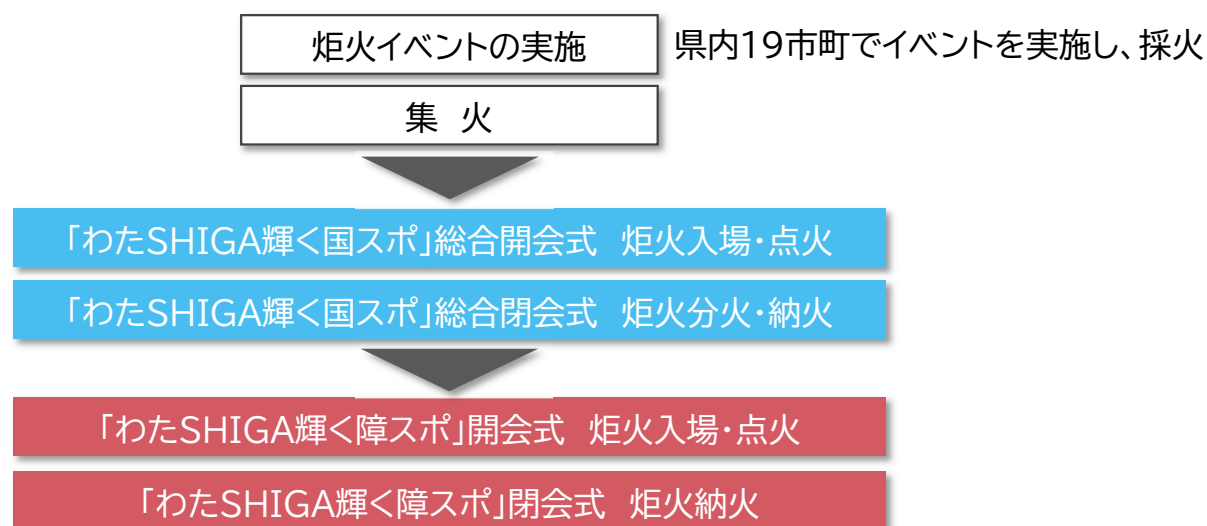 炬火イベントの実施 県内19市町でイベントを実施し、採火
集 火
「わたSHIGA輝く国スポ」総合開会式 炬火入場・点火
「わたSHIGA輝く国スポ」総合閉会式 炬火分火・納火
「わたSHIGA輝く障スポ」開会式 炬火入場・点火
「わたSHIGA輝く障スポ」閉会式 炬火納火